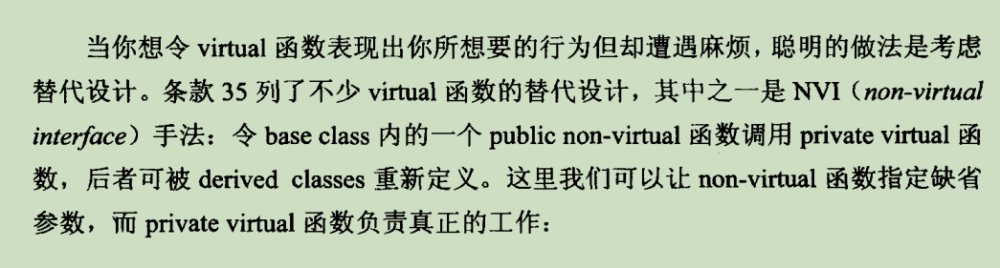 当你想令 virtual 函数表现出你所想要的行为但却遭遇麻烦，聪明的做法是考虑
替代设计。条款 35 列了不少 virtual 函数的替代设计，其中之一是 NVI（non-virtual
interface）手法：令 base class 内的一个 public non-virtual 函数调用 private virtual 函
数，后者可被 derived classes 重新定义。这里我们可以让 non-virtual 函数指定缺省
参数，而 private virtual 函数负责真正的工作：